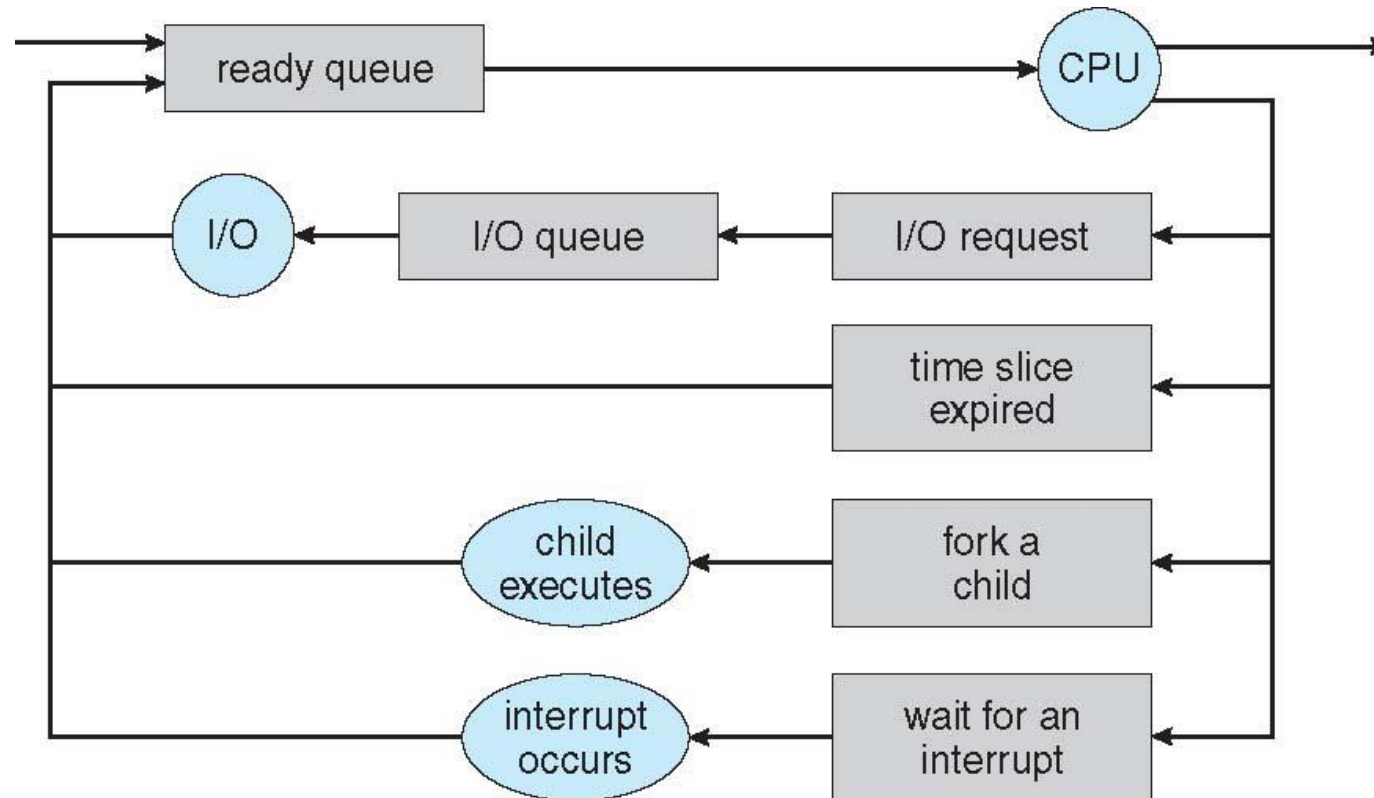 ready queue
CPU
I/O
I/O queue
I/O request
time slice
expired
child
executes
fork a
child
interrupt
occurs
wait for an
interrupt